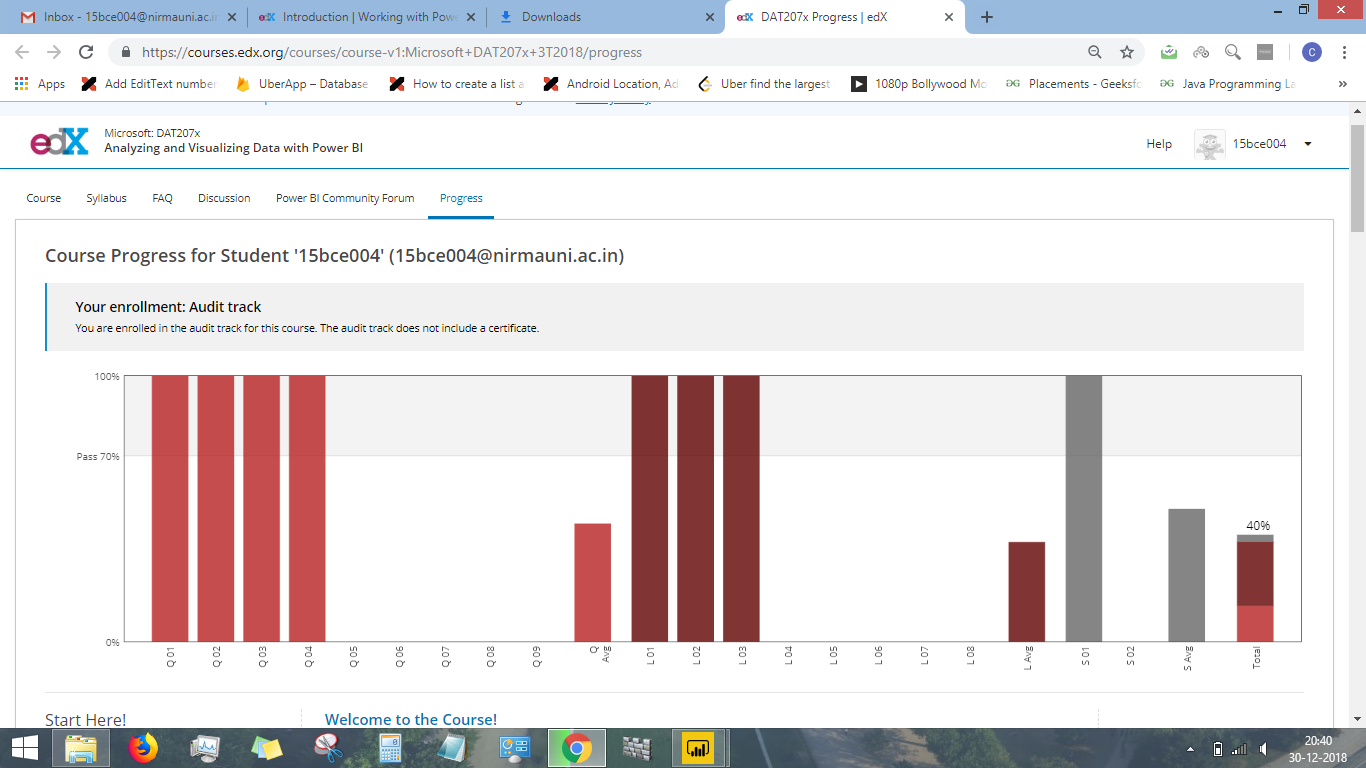 Inbox - 15bce004@nirmauni.ac.i
Introduction | Working with Powe
Downloads
DAT207x Progress | edX
https://courses.edx.org/courses/course-v1:Microsoft+DAT207x+3T2018/progress
C
Apps
Add EditText number
UberApp – Database
How to create a list a
Android Location, Ad
Uber find the largest
1080p Bollywood Mo
Placements - Geeksfo
Java Programming La
»
edX
Microsoft: DAT207x
Analyzing and Visualizing Data with Power BI
Help
15bce004
Course
Syllabus
FAQ
Discussion
Power BI Community Forum
Progress
Course Progress for Student '15bce004' (15bce004@nirmauni.ac.in)
Your enrollment: Audit track
You are enrolled in the audit track for this course. The audit track does not include a certificate.
100%
Pass 70%
0%
40%
Q 01
Q 02
Q 03
Q 04
Q 05
Q 06
Q 07
Q 08
Q 09
Q
Avg
L 01
L 02
L 03
L 04
L 05
L 06
L 07
L 08
L Avg
S 01
S 02
S Avg
Total
Start Here!
Welcome to the Course!
20:40
30-12-2018